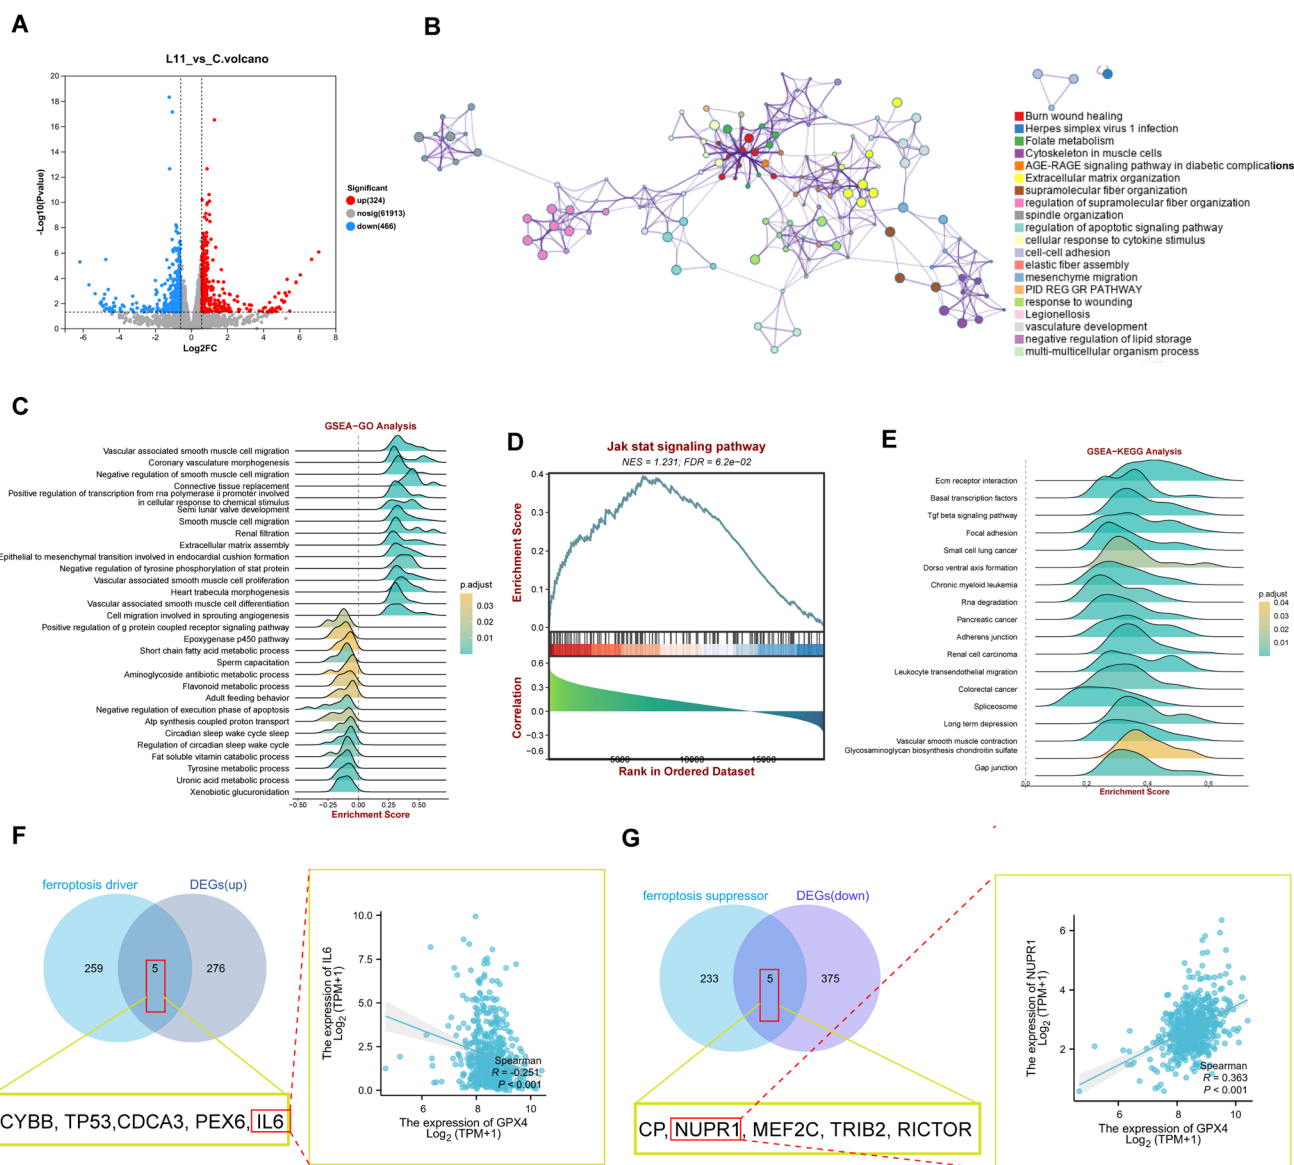 A
L11_vs_C.volcano
20
18
16
14
12
10
8
6
4
2
0
-Log10(Pvalue)
-6
-4
-2
0
2
4
6
8
Log2FC
Significant
up(324)
nosig(61913)
down(466)
B
Burn wound healing
Herpes simplex virus 1 infection
Folate metabolism
Cytoskeleton in muscle cells
AGE-RAGE signaling pathway in diabetic complications
Extracellular matrix organization
supramolecular fiber organization
regulation of supramolecular fiber organization
spindle organization
regulation of apoptotic signaling pathway
cellular response to cytokine stimulus
cell-cell adhesion
elastic fiber assembly
mesenchyme migration
PID REG GR PATHWAY
response to wounding
Legionellosis
vasculature development
negative regulation of lipid storage
multi-multicellular organism process
C
GSEA−GO Analysis
Vascular associated smooth muscle cell migration
Coronary vasculature morphogenesis
Negative regulation of smooth muscle cell migration
Connective tissue replacement
Positive regulation of transcription from rna polymerase ii promoter involved
in cellular response to chemical stimulus
Semi lunar valve development
Smooth muscle cell migration
Renal filtration
Extracellular matrix assembly
Epithelial to mesenchymal transition involved in endocardial cushion formation
Negative regulation of tyrosine phosphorylation of stat protein
Vascular associated smooth muscle cell proliferation
Heart trabecula morphogenesis
Vascular associated smooth muscle cell differentiation
Cell migration involved in sprouting angiogenesis
Positive regulation of g protein coupled receptor signaling pathway
Epoxygenase p450 pathway
Short chain fatty acid metabolic process
Sperm capacitation
Aminoglycoside antibiotic metabolic process
Flavonoid metabolic process
Adult feeding behavior
Negative regulation of execution phase of apoptosis
Atp synthesis coupled proton transport
Circadian sleep wake cycle sleep
Regulation of circadian sleep wake cycle
Fat soluble vitamin catabolic process
Tyrosine metabolic process
Uronic acid metabolic process
Xenobiotic glucuronidation
−0.50
−0.25
0.00
0.25
0.50
Enrichment Score
p.adjust
0.03
0.02
0.01
D
Jak stat signaling pathway
NES = 1.231; FDR = 6.2e−02
0.4
0.3
0.2
0.1
0.0
Enrichment Score
0.6
0.3
0.0
−0.3
−0.6
Correlation
5000
10000
15000
Rank in Ordered Dataset
E
GSEA−KEGG Analysis
Ecm receptor interaction
Basal transcription factors
Tgf beta signaling pathway
Focal adhesion
Small cell lung cancer
Dorso ventral axis formation
Chronic myeloid leukemia
Rna degradation
Pancreatic cancer
Adherens junction
Renal cell carcinoma
Leukocyte transendothelial migration
Colorectal cancer
Spliceosome
Long term depression
Vascular smooth muscle contraction
Glycosaminoglycan biosynthesis chondroitin sulfate
Gap junction
0.0
0.2
0.4
0.6
Enrichment Score
p.adjust
0.04
0.03
0.02
0.01
F
ferroptosis driver
DEGs(up)
259
5
276
CYBB, TP53,CDCA3, PEX6, IL6
10.0
7.5
5.0
2.5
0.0
The expression of IL6
Log2 (TPM+1)
Spearman
R = -0.251
P < 0.001
6
8
10
The expression of GPX4
Log2 (TPM+1)
G
ferroptosis suppressor
DEGs(down)
233
5
375
CP, NUPR1, MEF2C, TRIB2, RICTOR
6
4
2
The expression of NUPR1
Log2 (TPM+1)
Spearman
R = 0.363
P < 0.001
6
8
10
The expression of GPX4
Log2 (TPM+1)